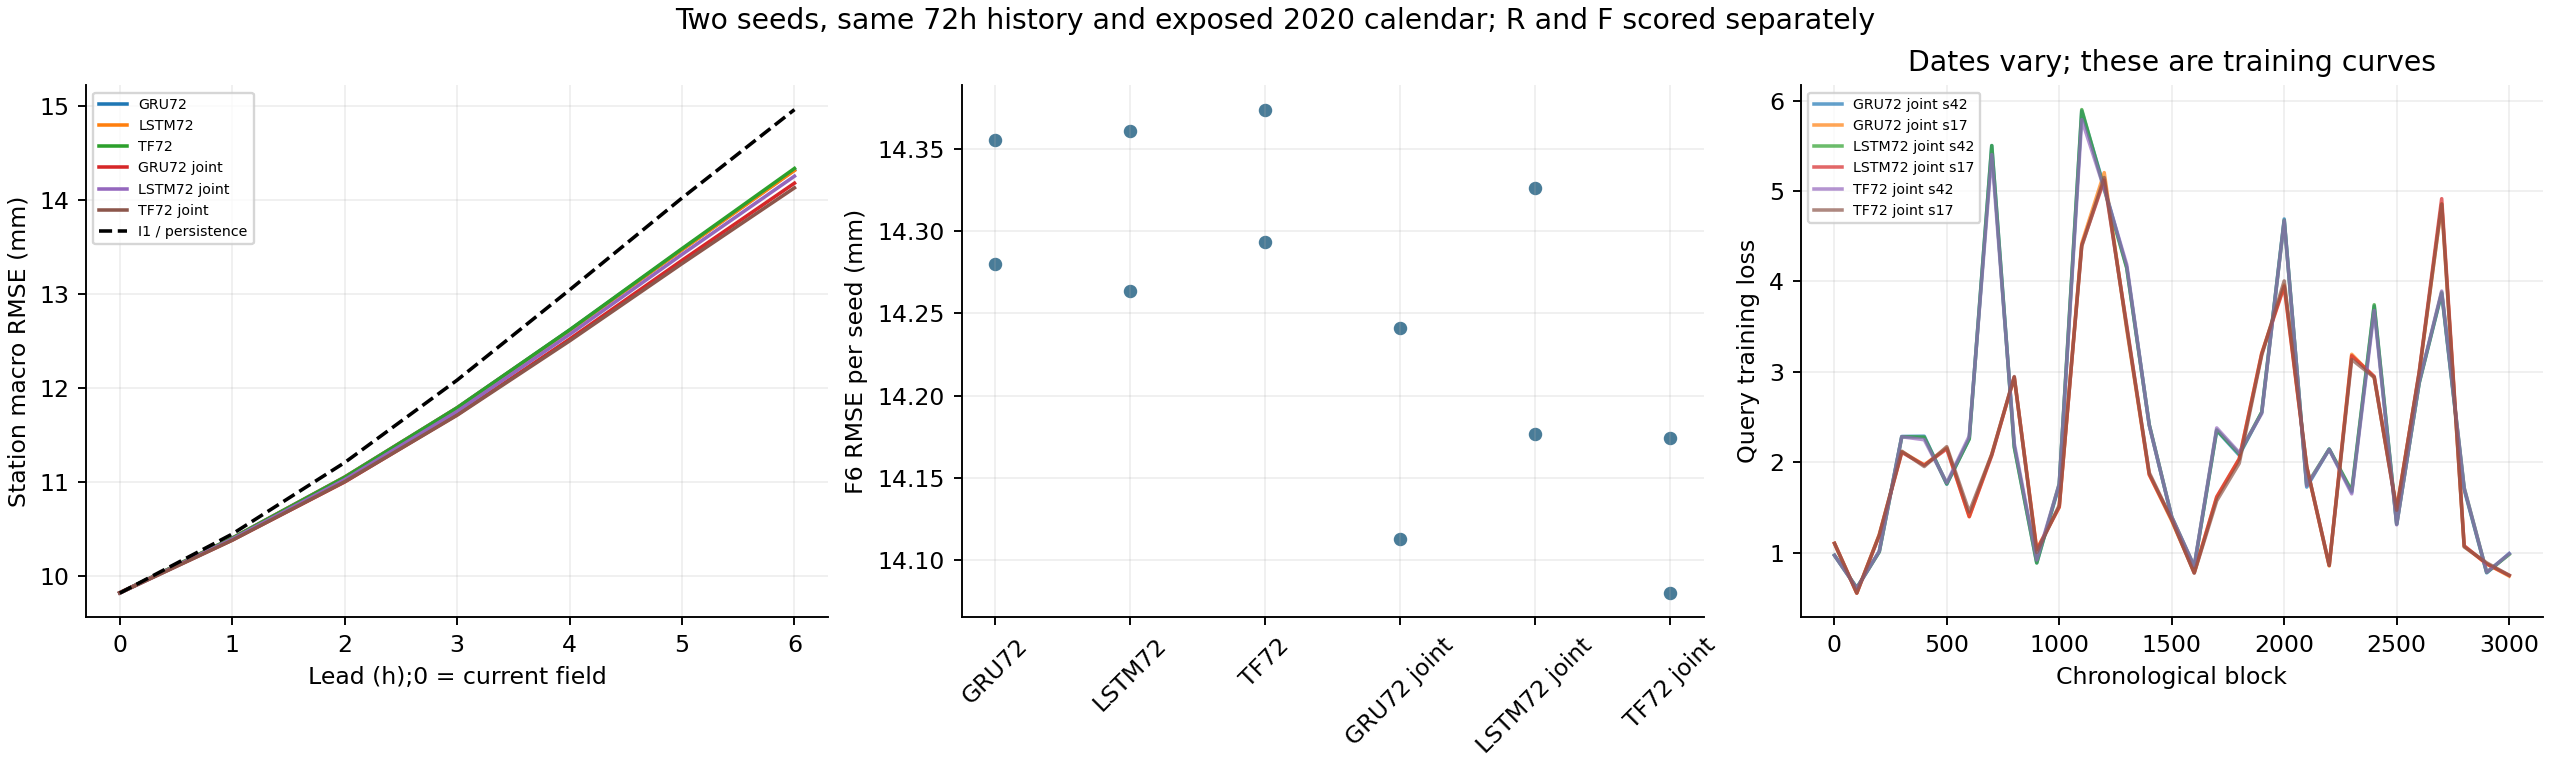 Two seeds, same 72h history and exposed 2020 calendar; R and F scored separately
Station macro RMSE (mm)
15
14
13
12
11
10
GRU72
LSTM72
TF72
GRU72 joint
LSTM72 joint
TF72 joint
I1 / persistence
0 1 2 3 4 5 6
Lead (h);0 = current field
F6 RMSE per seed (mm)
14.35
14.30
14.25
14.20
14.15
14.10
GRU72
LSTM72
TF72
GRU72 joint
LSTM72 joint
TF72 joint
Dates vary; these are training curves
Query training loss
6
5
4
3
2
1
GRU72 joint s42
GRU72 joint s17
LSTM72 joint s42
LSTM72 joint s17
TF72 joint s42
TF72 joint s17
0 500 1000 1500 2000 2500 3000
Chronological block